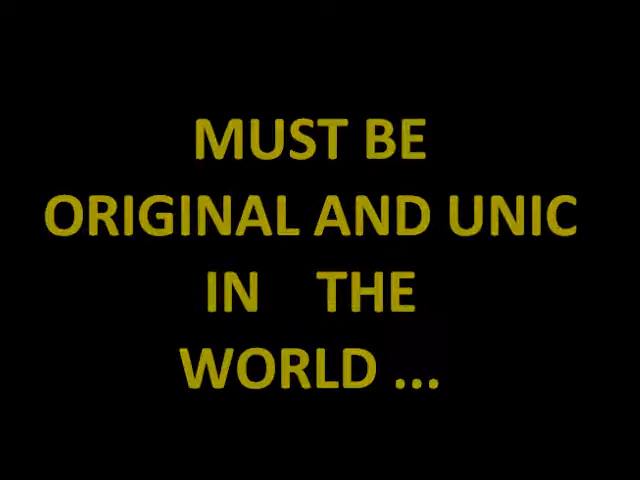 MUST BE
ORIGINAL AND UNIC
IN THE
WORLD ...